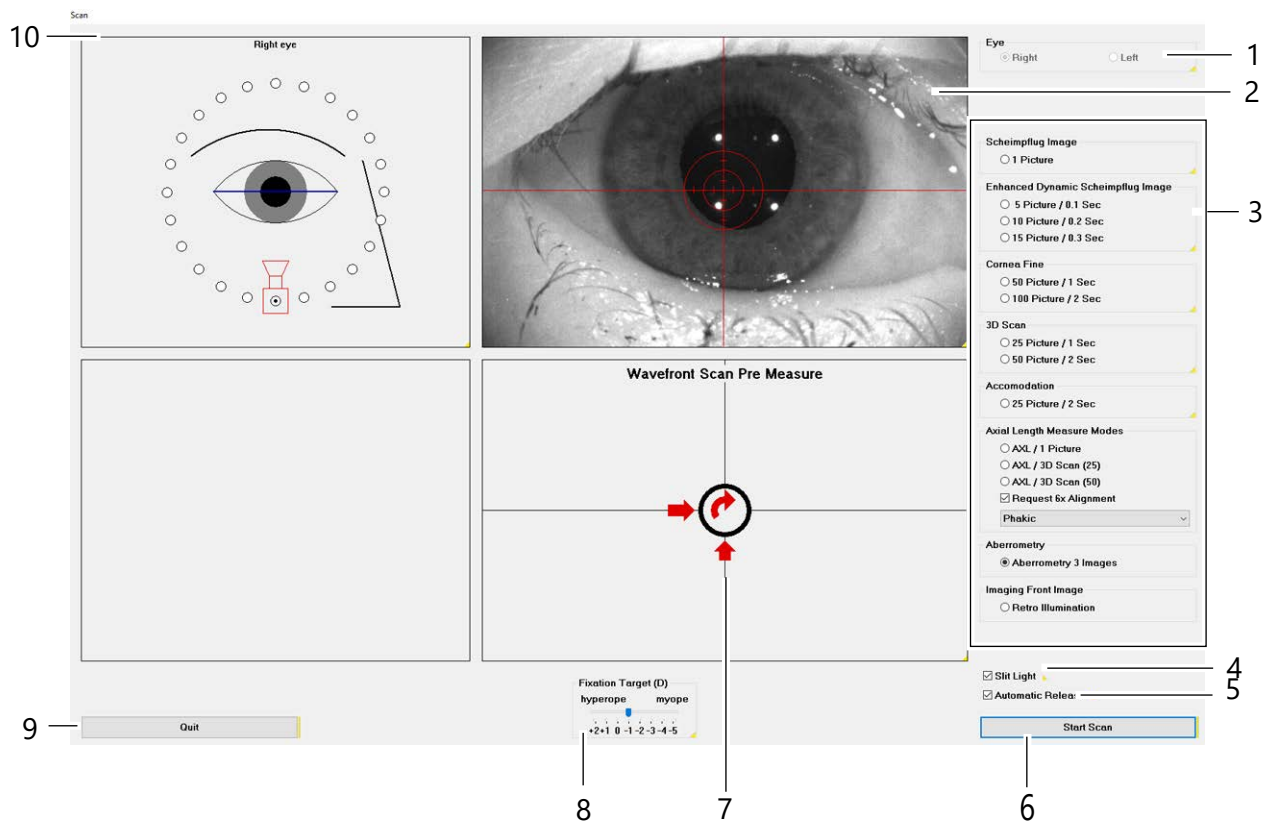 Scan
10
Right eye
Eye
Right
Left
1
2
Scheimpflug Image
1 Picture
Enhanced Dynamic Scheimpflug Image
5 Picture / 0.1 Sec
10 Picture / 0.2 Sec
15 Picture / 0.3 Sec
3
Cornea Fine
50 Picture / 1 Sec
100 Picture / 2 Sec
3D Scan
25 Picture / 1 Sec
50 Picture / 2 Sec
Wavefront Scan Pre Measure
Accomodation
25 Picture / 2 Sec
Axial Length Measure Modes
AXL / 1 Picture
AXL / 3D Scan (25)
AXL / 3D Scan (50)
Request 6x Alignment
Phakic
Aberrometry
Aberrometry 3 Images
Imaging Front Image
Retro Illumination
Slit Light
4
Automatic Releas
5
Fixation Target (D)
hyperope myope
+2 +1 0 -1 -2 -3 -4 -5
9
Quit
Start Scan
8
7
6